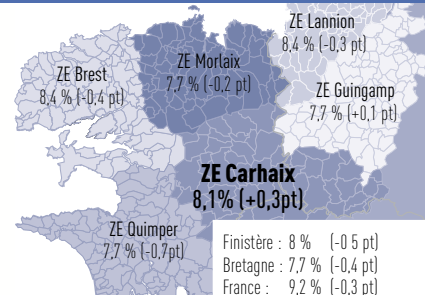 ZE Lannion
8,4 % (-0,3 pt)
ZE Morlaix
7,7 % (-0,2 pt)
ZE Brest
8,4 % (-0,4 pt)
ZE Guingamp
7,7 % (+0,1 pt)
ZE Carhaix
8,1% (+0,3pt)
ZE Quimper
7,7 % (-0,7pt)
Finistère : 8 % (-0 5 pt)
Bretagne : 7,7 % (-0,4 pt)
France : 9,2 % (-0,3 pt)